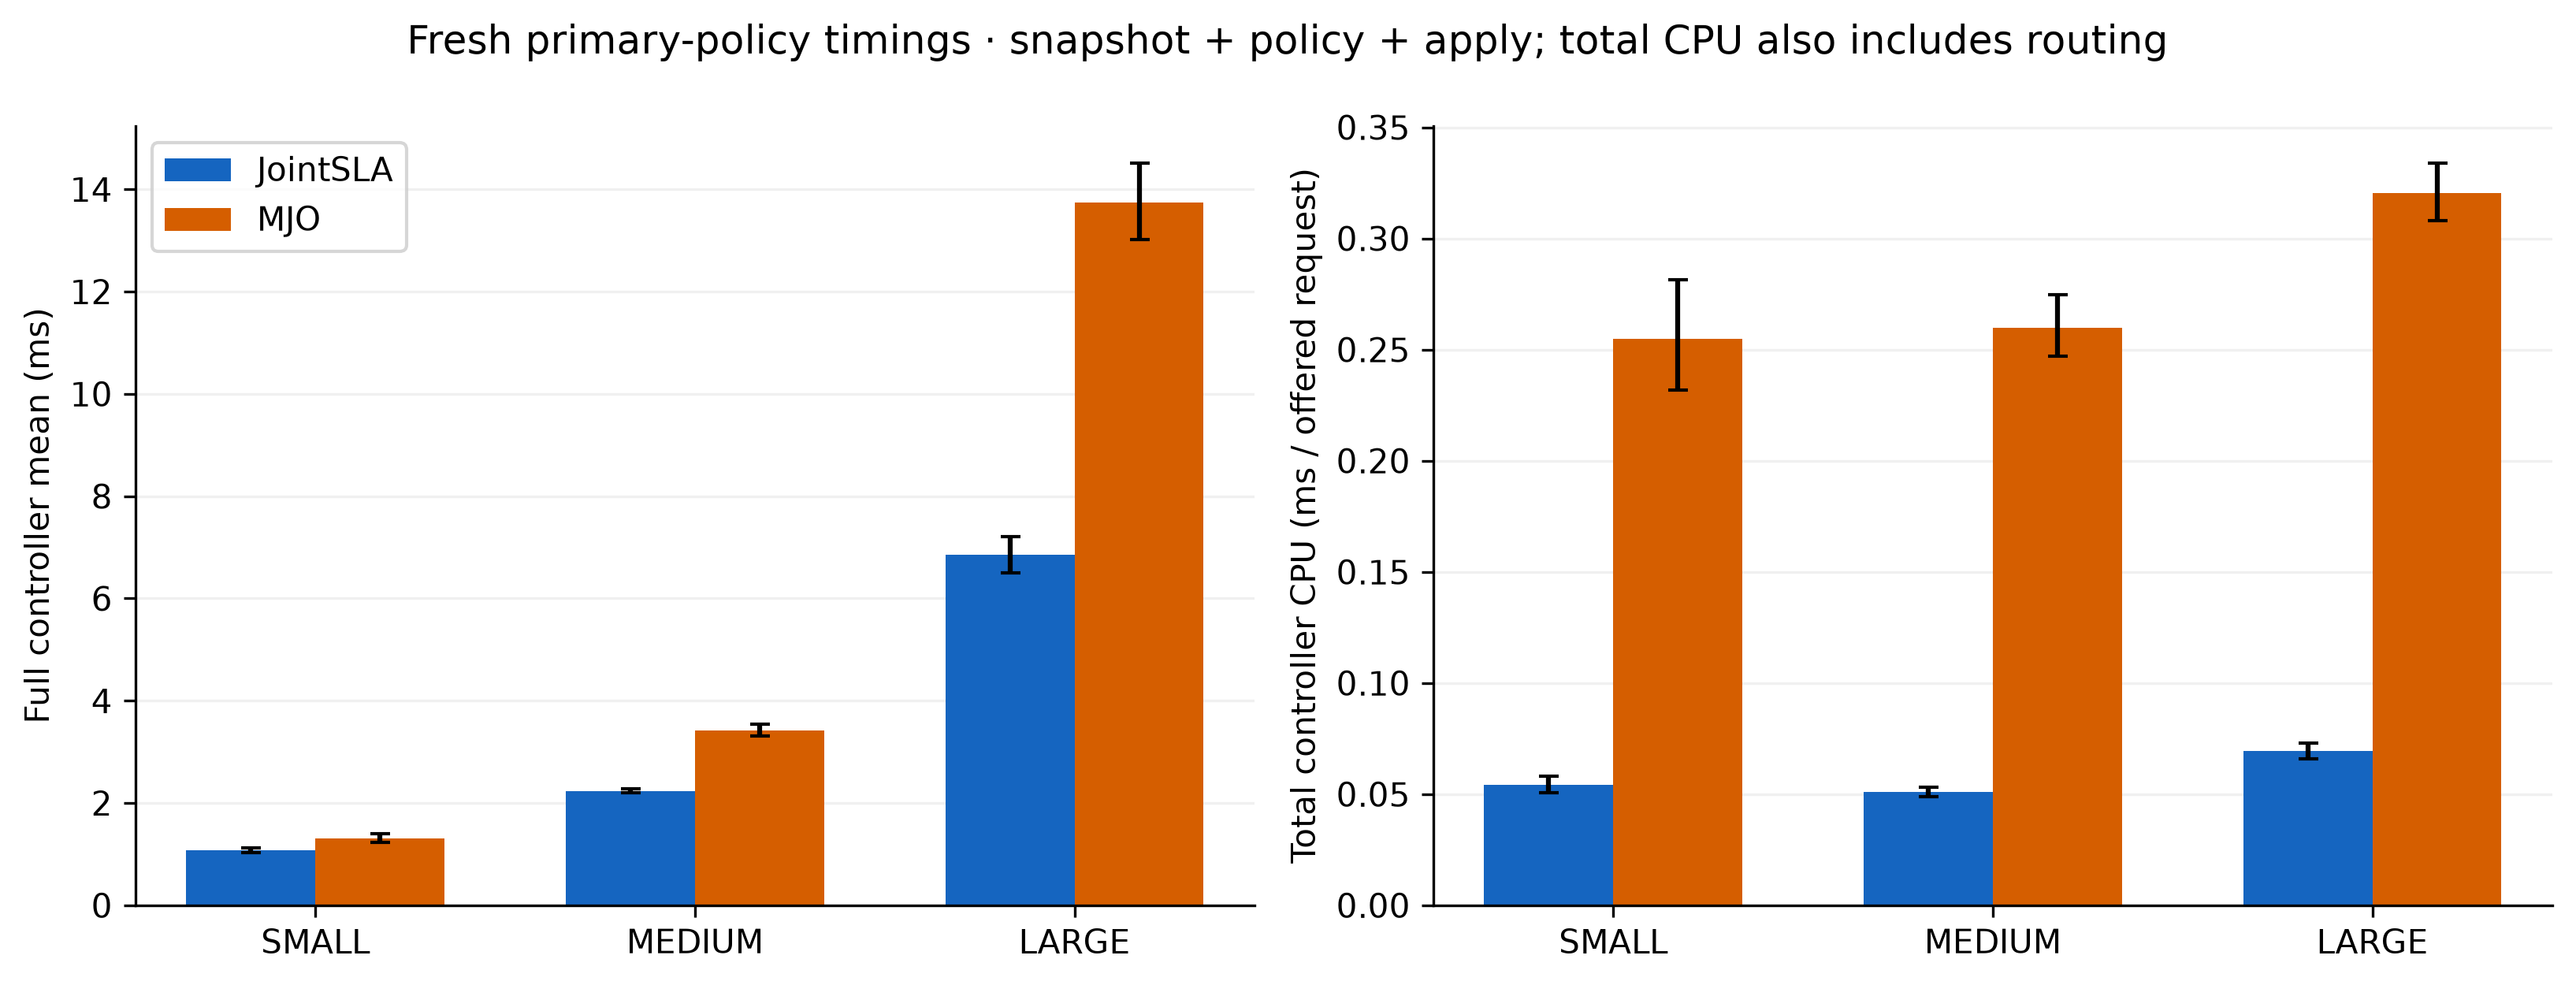 Fresh primary-policy timings · snapshot + policy + apply; total CPU also includes routing
Full controller mean (ms)
14
12
10
8
6
4
2
0
JointSLA
MJO
SMALL
MEDIUM
LARGE
Total controller CPU (ms / offered request)
0.35
0.30
0.25
0.20
0.15
0.10
0.05
0.00
SMALL
MEDIUM
LARGE